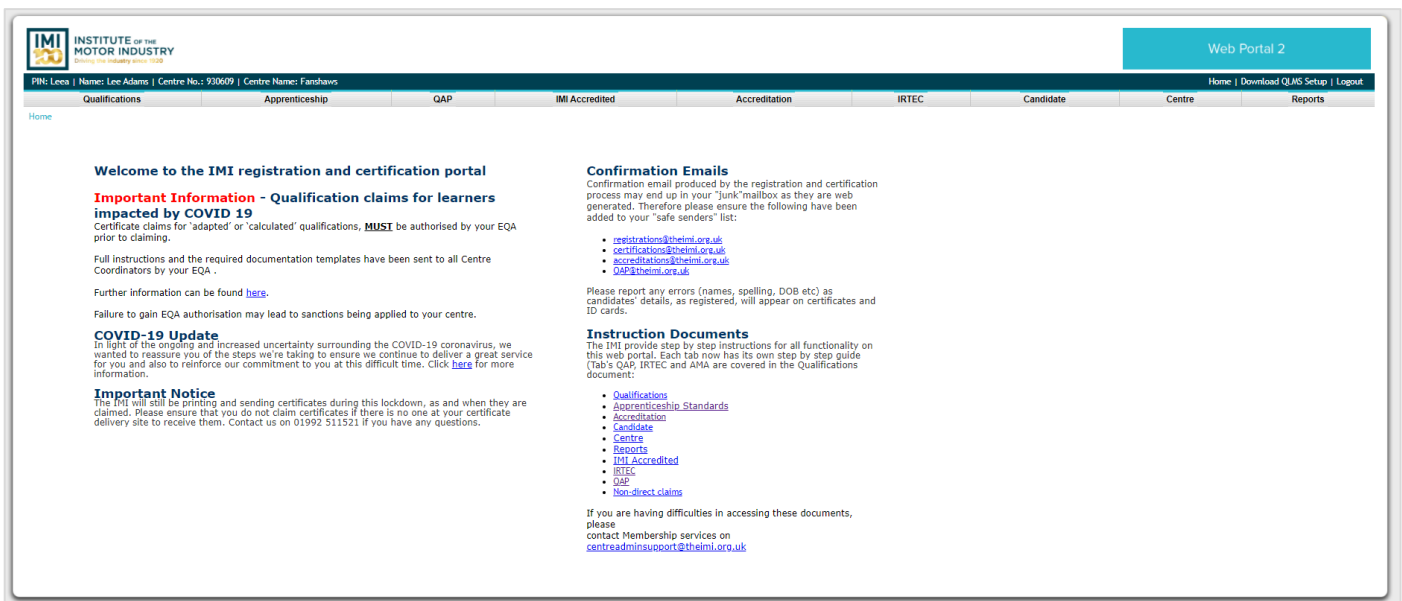 IMI
100
INSTITUTE OF THE
MOTOR INDUSTRY
Driving the industry since 1920
Web Portal 2
PIN: Leea | Name: Lee Adams | Centre No.: 930609 | Centre Name: Fanshaws
Home | Download QLMS Setup | Logout
Qualifications Apprenticeship QAP IMI Accredited Accreditation IRTEC Candidate Centre Reports
Home
Welcome to the IMI registration and certification portal
Important Information - Qualification claims for learners
impacted by COVID 19
Certificate claims for `adapted´ or `calculated´ qualifications, MUST be authorised by your EQA
prior to claiming.
Full instructions and the required documentation templates have been sent to all Centre
Coordinators by your EQA .
Further information can be found here.
Failure to gain EQA authorisation may lead to sanctions being applied to your centre.
COVID-19 Update
In light of the ongoing and increased uncertainty surrounding the COVID-19 coronavirus, we
wanted to reassure you of the steps we're taking to ensure we continue to deliver a great service
for you and also to reinforce our commitment to you at this difficult time. Click here for more
information.
Important Notice
The IMI will still be printing and sending certificates during this lockdown, as and when they are
claimed. Please ensure that you do not claim certificates if there is no one at your certificate
delivery site to receive them. Contact us on 01992 511521 if you have any questions.
Confirmation Emails
Confirmation email produced by the registration and certification
process may end up in your "junk"mailbox as they are web
generated. Therefore please ensure the following have been
added to your "safe senders" list:
• registrations@theimi.org.uk
• certifications@theimi.org.uk
• accreditations@theimi.org.uk
• QAP@theimi.org.uk
Please report any errors (names, spelling, DOB etc) as
candidates' details, as registered, will appear on certificates and
ID cards.
Instruction Documents
The IMI provide step by step instructions for all functionality on
this web portal. Each tab now has its own step by step guide
(Tab's QAP, IRTEC and AMA are covered in the Qualifications
document:
• Qualifications
• Apprenticeship Standards
• Accreditation
• Candidate
• Centre
• Reports
• IMI Accredited
• IRTEC
• QAP
• Non-direct claims
If you are having difficulties in accessing these documents,
please
contact Membership services on
centreadminsupport@theimi.org.uk